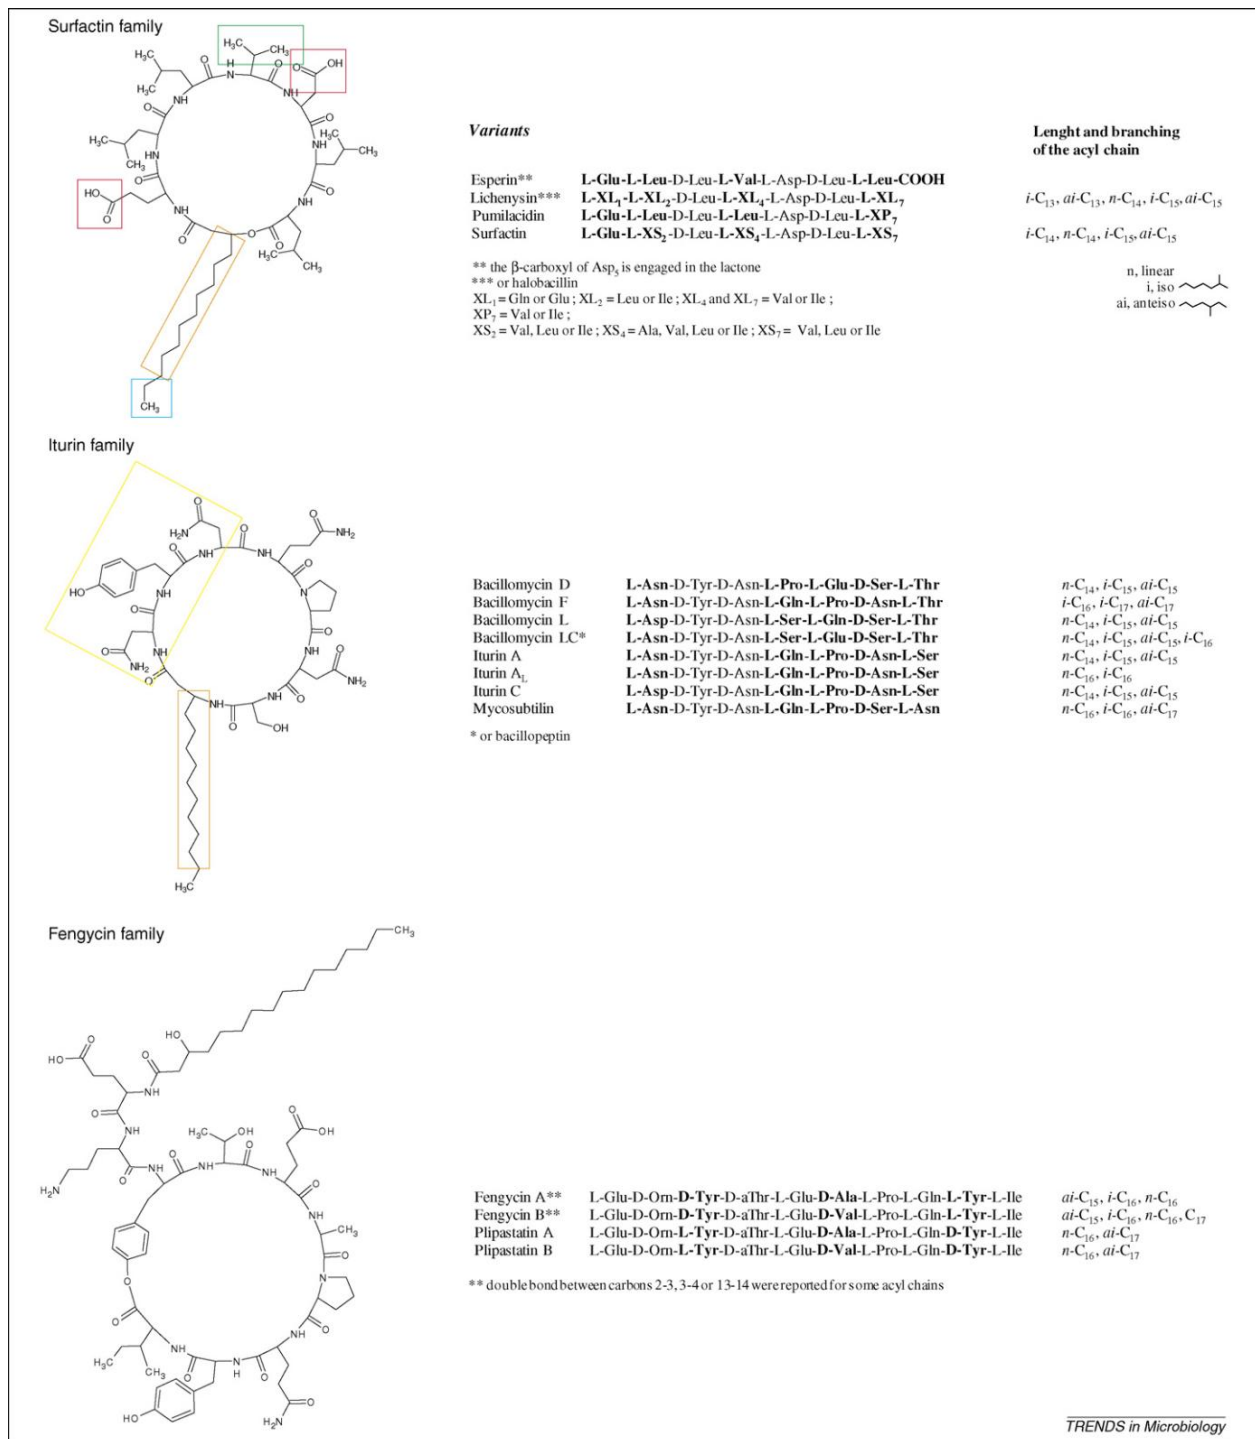 Surfactin family
Variants
Lenght and branching
of the acyl chain
Esperin** L-Glu-L-Leu-D-Leu-L-Val-L-Asp-D-Leu-L-Leu-COOH
Lichenysin*** L-XL1-L-XL2-D-Leu-L-XL4-L-Asp-D-Leu-L-XL7 i-C13, ai-C13, n-C14, i-C15, ai-C15
Pumilacidin L-Glu-L-Leu-D-Leu-L-Leu-L-Asp-D-Leu-L-XP7
Surfactin L-Glu-L-XS2-D-Leu-L-XS4-L-Asp-D-Leu-L-XS7 i-C14, n-C14, i-C15, ai-C15
** the β-carboxyl of Asp5 is engaged in the lactone
*** or halobacillin
XL1 = Gln or Glu ; XL2 = Leu or Ile ; XL4 and XL7 = Val or Ile ;
XP7 = Val or Ile ;
XS2 = Val, Leu or Ile ; XS4 = Ala, Val, Leu or Ile ; XS7 = Val, Leu or Ile
n, linear
i, iso
ai, anteiso
Iturin family
Bacillomycin D L-Asn-D-Tyr-D-Asn-L-Pro-L-Glu-D-Ser-L-Thr n-C14, i-C15, ai-C15
Bacillomycin F L-Asn-D-Tyr-D-Asn-L-Gln-L-Pro-D-Asn-L-Thr i-C16, i-C17, ai-C17
Bacillomycin L L-Asp-D-Tyr-D-Asn-L-Ser-L-Gln-D-Ser-L-Thr n-C14, i-C15, ai-C15
Bacillomycin LC* L-Asn-D-Tyr-D-Asn-L-Ser-L-Glu-D-Ser-L-Thr n-C14, i-C15, ai-C15, i-C16
Iturin A L-Asn-D-Tyr-D-Asn-L-Gln-L-Pro-D-Asn-L-Ser n-C14, i-C15, ai-C15
Iturin AL L-Asn-D-Tyr-D-Asn-L-Gln-L-Pro-D-Asn-L-Ser n-C16, i-C16
Iturin C L-Asp-D-Tyr-D-Asn-L-Gln-L-Pro-D-Asn-L-Ser n-C14, i-C15, ai-C15
Mycosubtilin L-Asn-D-Tyr-D-Asn-L-Gln-L-Pro-D-Ser-L-Asn n-C16, i-C16, ai-C17
* or bacillopeptin
Fengycin family
Fengycin A** L-Glu-D-Orn-D-Tyr-D-aThr-L-Glu-D-Ala-L-Pro-L-Gln-L-Tyr-L-Ile ai-C15, i-C16, n-C16
Fengycin B** L-Glu-D-Orn-D-Tyr-D-aThr-L-Glu-D-Val-L-Pro-L-Gln-L-Tyr-L-Ile ai-C15, i-C16, n-C16, C17
Plipastatin A L-Glu-D-Orn-L-Tyr-D-aThr-L-Glu-D-Ala-L-Pro-L-Gln-D-Tyr-L-Ile n-C16, ai-C17
Plipastatin B L-Glu-D-Orn-L-Tyr-D-aThr-L-Glu-D-Val-L-Pro-L-Gln-D-Tyr-L-Ile n-C16, ai-C17
** double bond between carbons 2-3, 3-4 or 13-14 were reported for some acyl chains
TRENDS in Microbiology